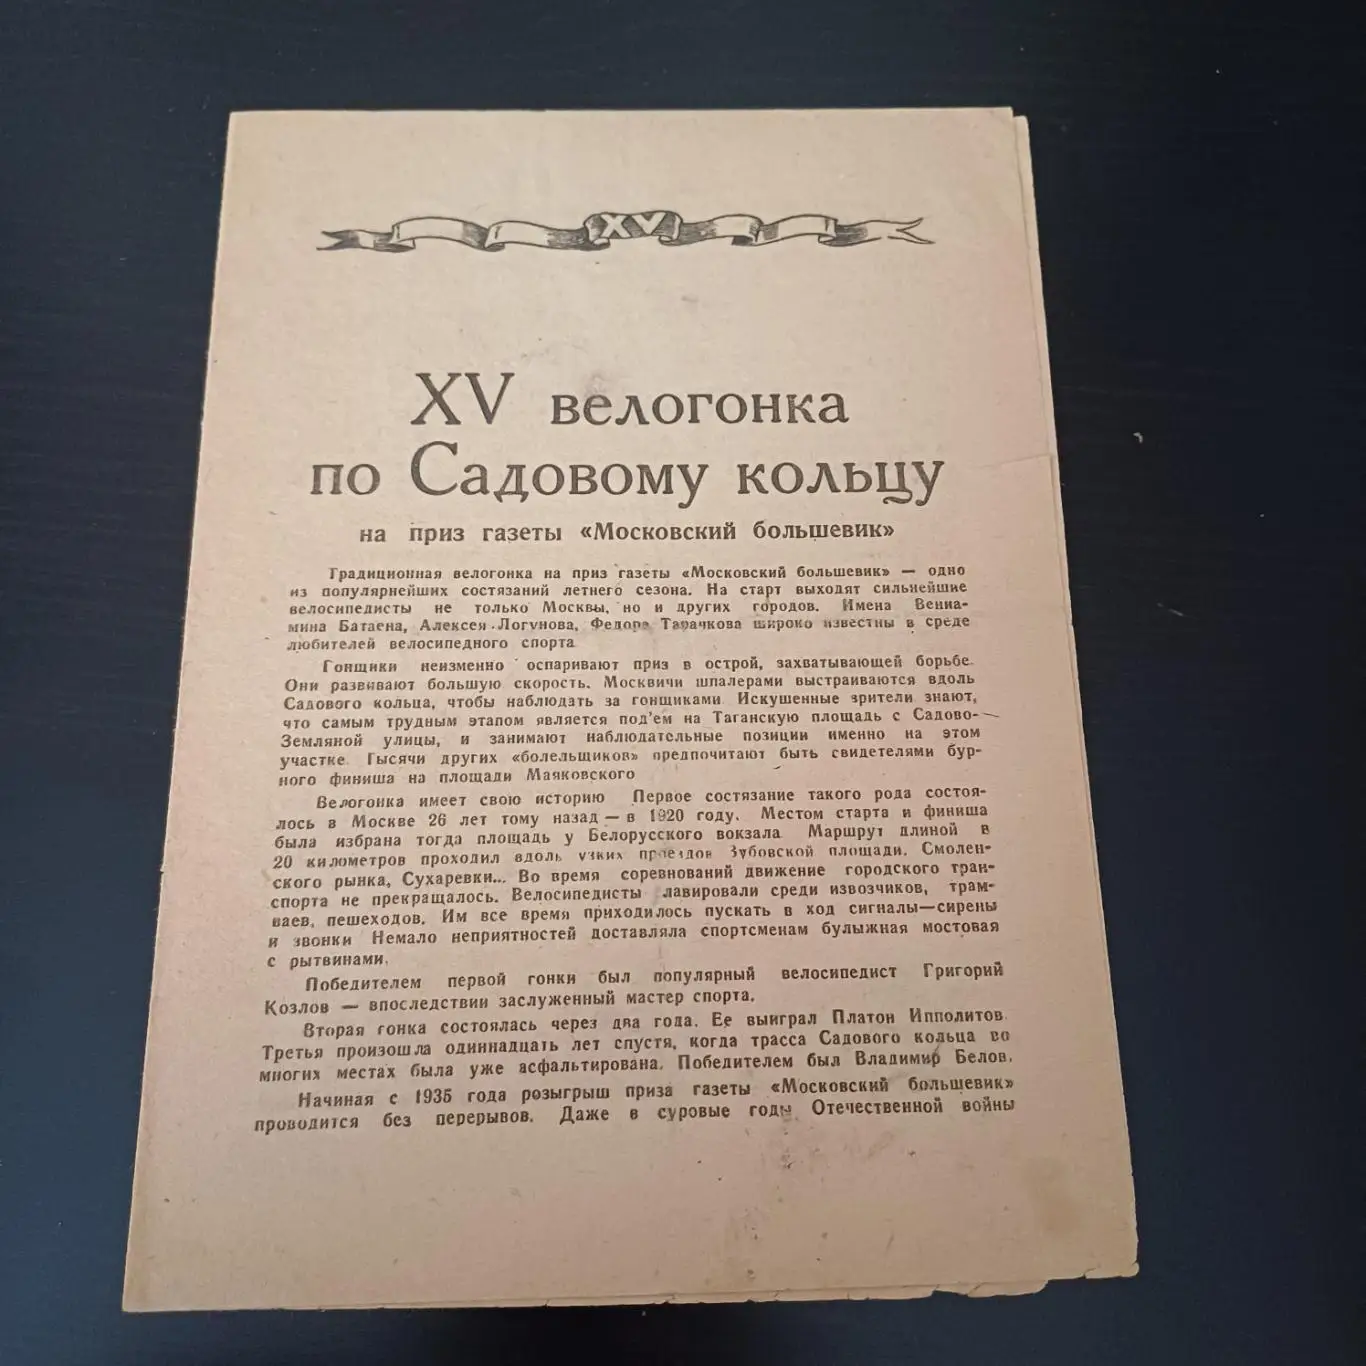 XV
XV велогонка
по Садовому кольцу
на приз газеты «Московский большевик»
Традиционная велогонка на приз газеты «Московский большевик» — одно
из популярнейших состязаний летнего сезона. На старт выходят сильнейшие
велосипедисты не только Москвы, но и других городов. Имена Вениа-
мина Батаена, Алексея Логунова, Федора Тарачкова широко известны в среде
любителей велосипедного спорта
Гонщики неизменно оспаривают приз в острой, захватывающей борьбе.
Они развивают большую скорость. Москвичи шпалерами выстраиваются вдоль
Садового кольца, чтобы наблюдать за гонщиками. Искушенные зрители знают,
что самым трудным этапом является под'ем на Таганскую площадь с Садово-
Земляной улицы, и занимают наблюдательные позиции именно на этом
участке. Тысячи других «болельщиков» предпочитают быть свидетелями бур-
ного финиша на площади Маяковского
Велогонка имеет свою историю Первое состязание такого рода состоя-
лось в Москве 26 лет тому назад — в 1920 году. Местом старта и финиша
была избрана тогда площадь у Белорусского вокзала Маршрут длиной в
20 километров проходил вдоль узких проездов Зубовской площади, Смолен-
ского рынка, Сухаревки... Во время соревнований движение городского тран-
спорта не прекращалось. Велосипедисты лавировали среди извозчиков, трам-
ваев, пешеходов. Им все время приходилось пускать в ход сигналы—сирены
и звонки Немало неприятностей доставляла спортсменам булыжная мостовая
с рытвинами.
Победителем первой гонки был популярный велосипедист Григорий
Козлов — впоследствии заслуженный мастер спорта.
Вторая гонка состоялась через два года. Ее выиграл Платон Ипполитов
Третья произошла одиннадцать лет спустя, когда трасса Садового кольца во
многих местах была уже асфальтирована. Победителем был Владимир Белов.
Начиная с 1935 года розыгрыш приза газеты «Московский большевик»
проводится без перерывов. Даже в суровые годы Отечественной войны